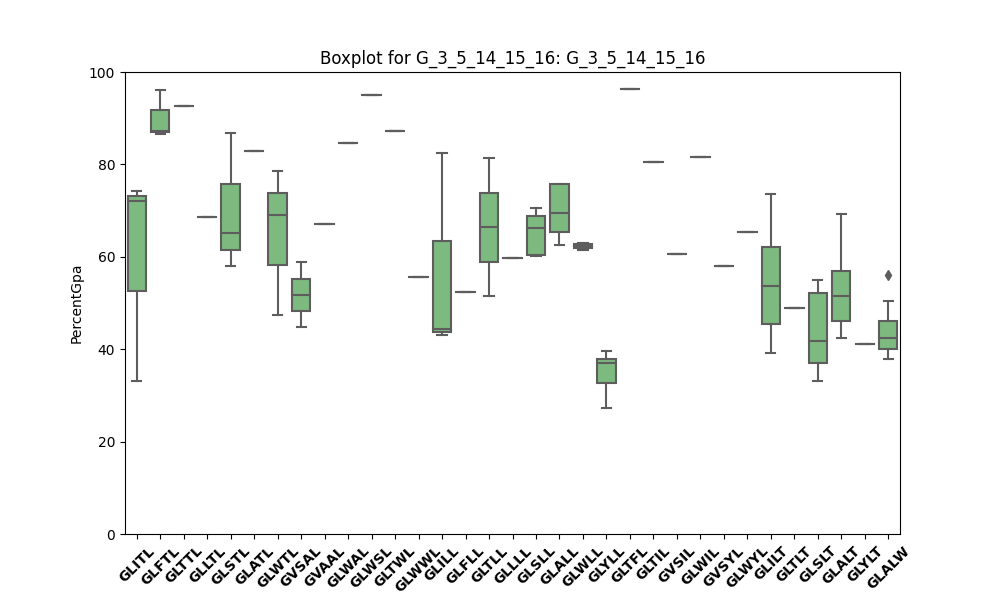 Boxplot for G_3_5_14_15_16: G_3_5_14_15_16
100
80
60
40
20
0
PercentGpa
GLITL GLFTL GLTTL GLLTL GLSTL GLATL GLWTL GVSAL GVAAL GLWAL GLWSL GLTWL GLWWL GLILL GLFLL GLTLL GLLLL GLSLL GLALL GLWLL GLYLL GLTFL GLTIL GVSIL GLWIL GVSYL GLWYL GLILT GLTLT GLSLT GLALT GLYLT GLALW